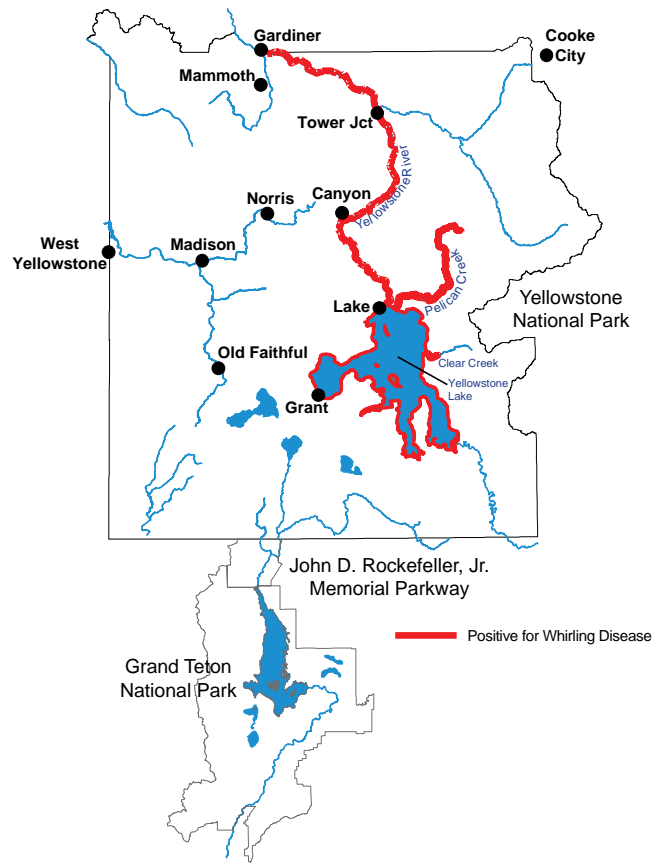 Gardiner
Cooke
City
Mammoth
Tower Jct
Yellowstone River
Norris
Canyon
West
Yellowstone
Madison
Pelican Creek
Lake
Yellowstone
National Park
Old Faithful
Clear Creek
Yellowstone
Lake
Grant
John D. Rockefeller, Jr.
Memorial Parkway
Positive for Whirling Disease
Grand Teton
National Park